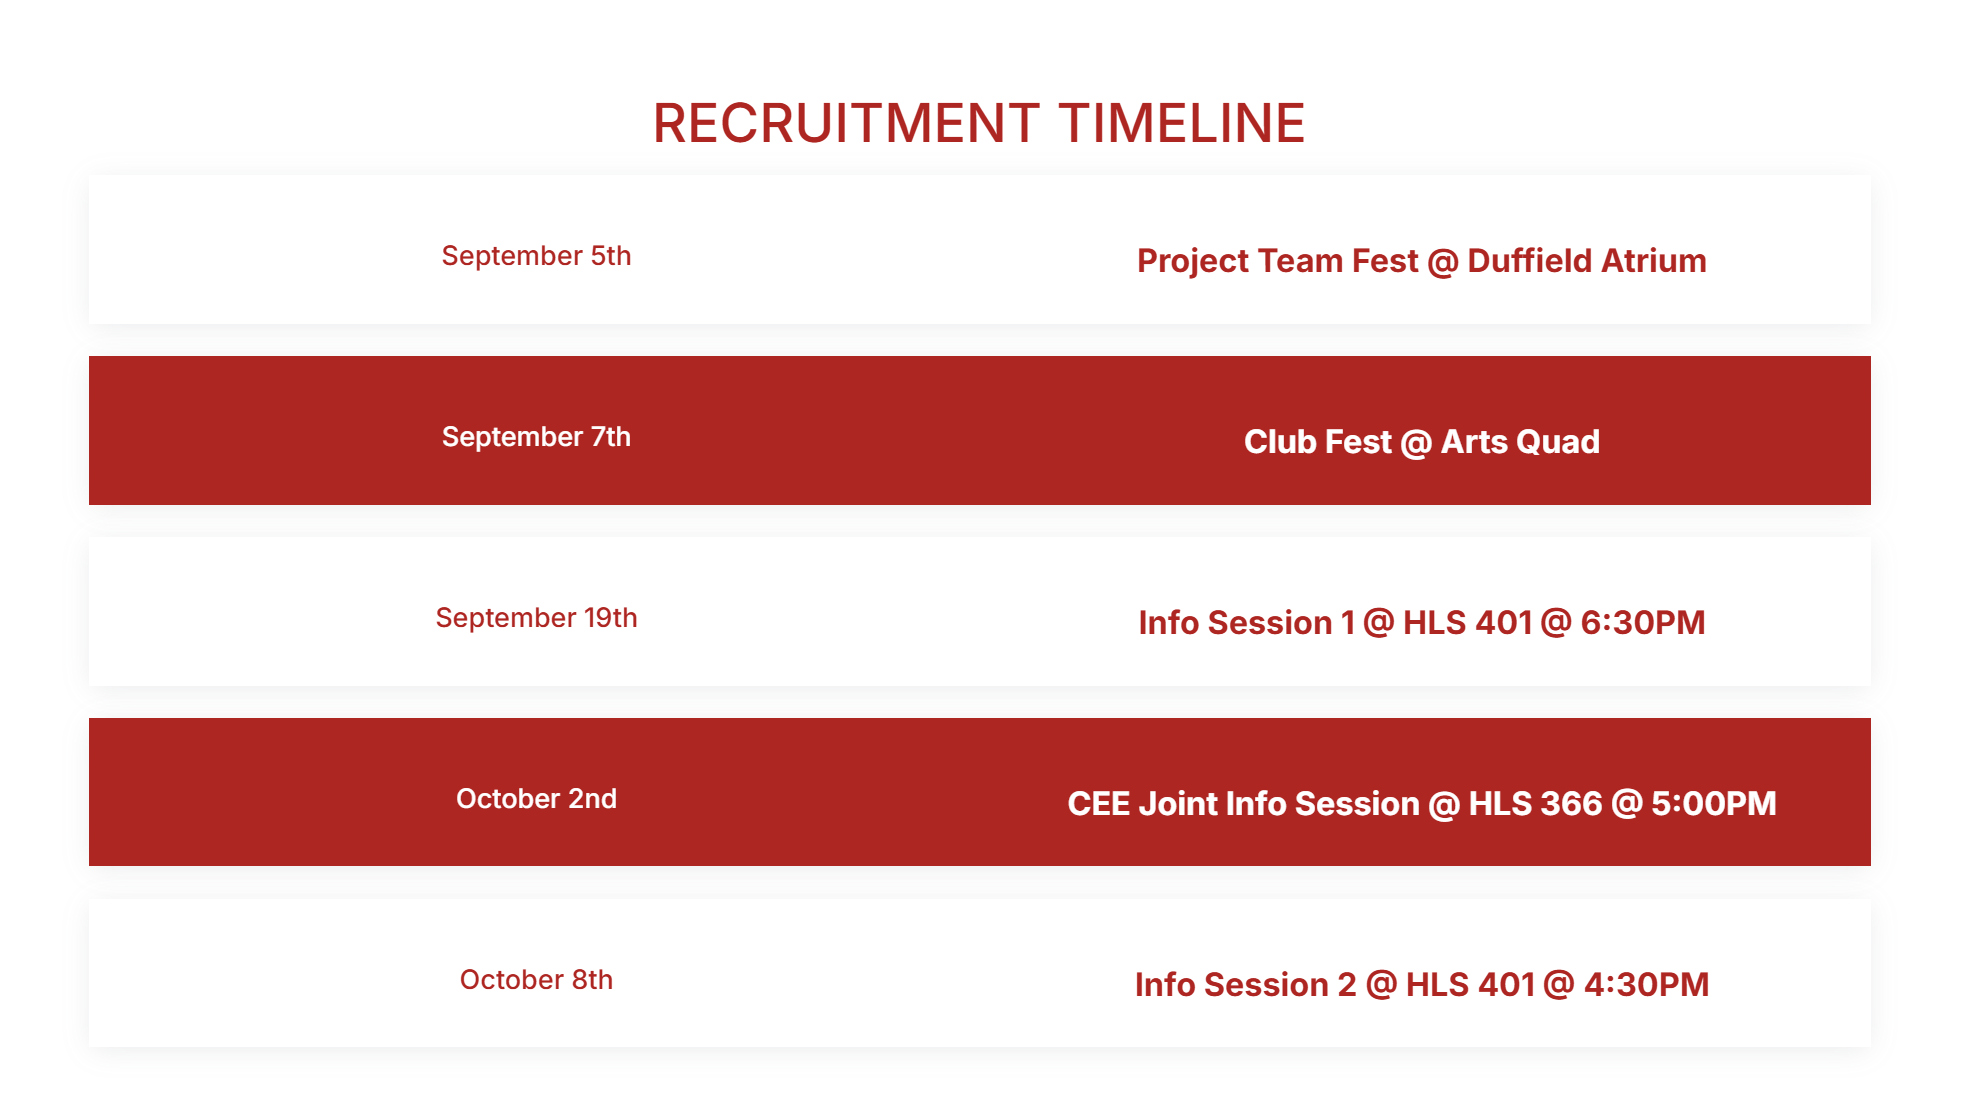 RECRUITMENT TIMELINE
September 5th
Project Team Fest @ Duffield Atrium
September 7th
Club Fest @ Arts Quad
September 19th
Info Session 1 @ HLS 401 @ 6:30PM
October 2nd
CEE Joint Info Session @ HLS 366 @ 5:00PM
October 8th
Info Session 2 @ HLS 401 @ 4:30PM